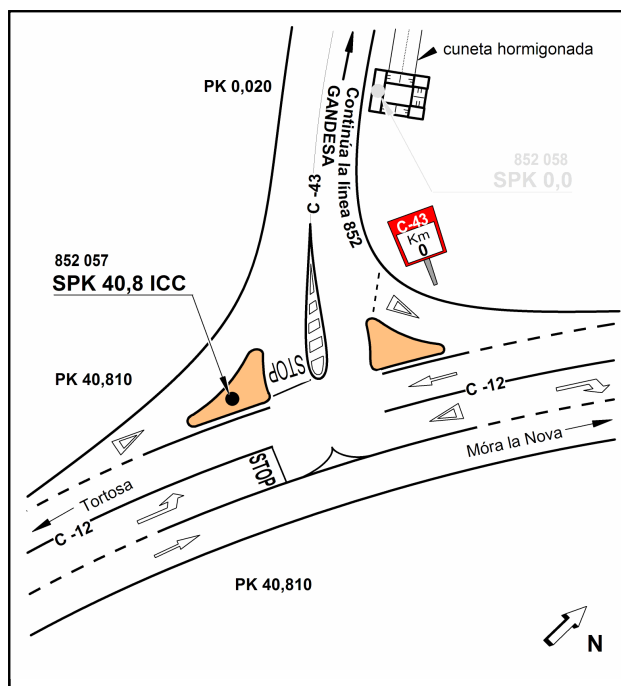 cuneta hormigonada
PK 0,020
Continúa la línea 852
GANDESA
852 058
SPK 0,0
C-43
C-43
Km
0
852 057
SPK 40,8 ICC
STOP
PK 40,810
C -12
Móra la Nova
STOP
Tortosa
C -12
PK 40,810
N